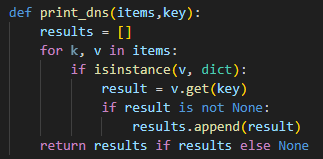 def print_dns(items,key):
    results = []
    for k, v in items:
        if isinstance(v, dict):
            result = v.get(key)
            if result is not None:
                results.append(result)
    return results if results else None